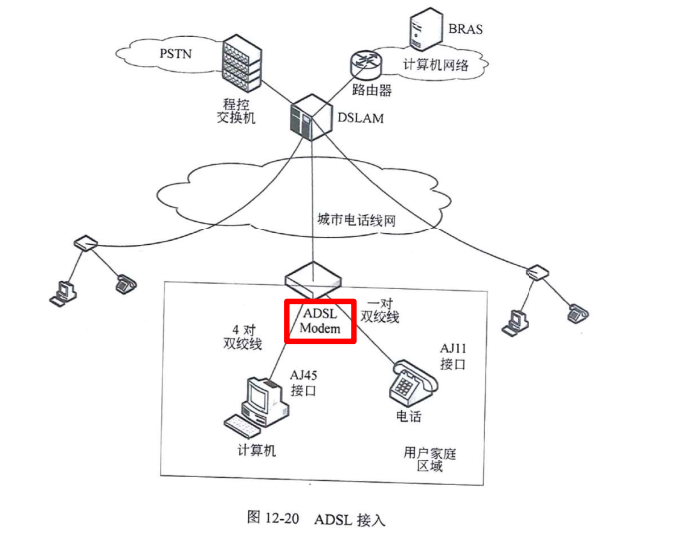 BRAS
PSTN
计算机网络
路由器
程控
交换机
DSLAM
城市电话线网
ADSL
Modem
一对
双绞线
4 对
双绞线
AJ11
接口
AJ45
接口
电话
计算机
用户家庭
区域
图 12-20 ADSL 接入